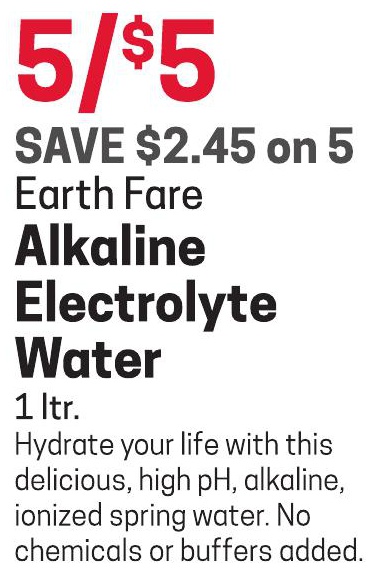 5/$5
SAVE $2.45 on 5
Earth Fare
Alkaline
Electrolyte
Water
1 ltr.
Hydrate your life with this
delicious, high pH, alkaline,
ionized spring water. No
chemicals or buffers added.